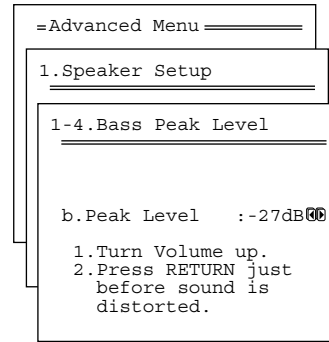 =Advanced Menu
1.Speaker Setup
1-4.Bass Peak Level
b.Peak Level :-27dB
1.Turn Volume up.
2.Press RETURN just
before sound is
distorted.